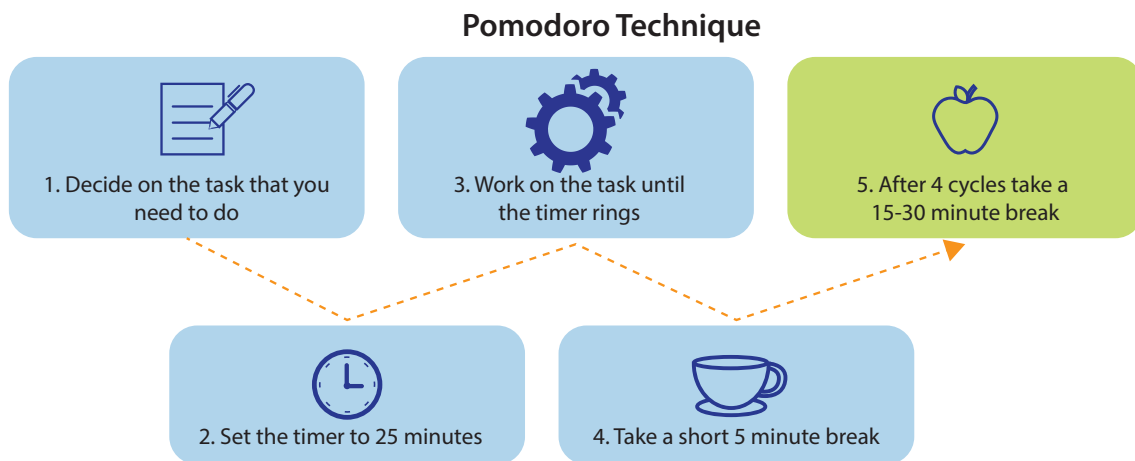 Pomodoro Technique
1. Decide on the task that you
need to do
2. Set the timer to 25 minutes
3. Work on the task until
the timer rings
4. Take a short 5 minute break
5. After 4 cycles take a
15-30 minute break